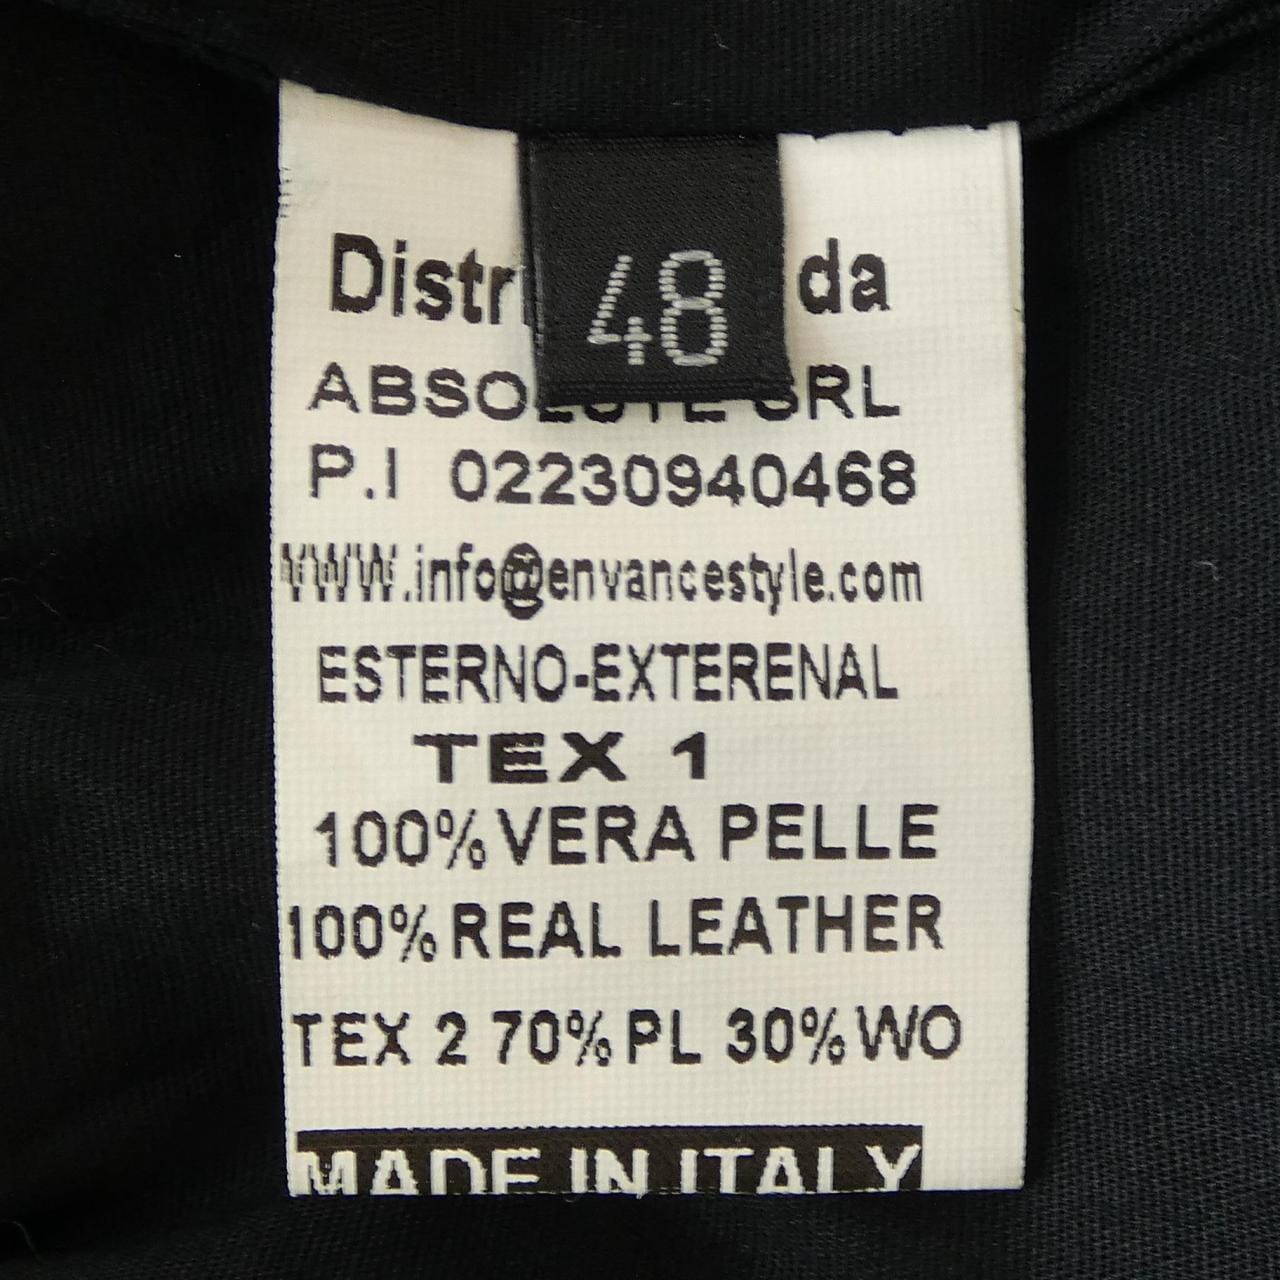 48
da
SRL
P.I 02230940468
WWW.info@envancestyle.com
ESTERNO-EXTERENAL
TEX 1
100% VERA PELLE
100% REAL LEATHER
TEX 2 70% PL 30% WO
MADE IN ITALY